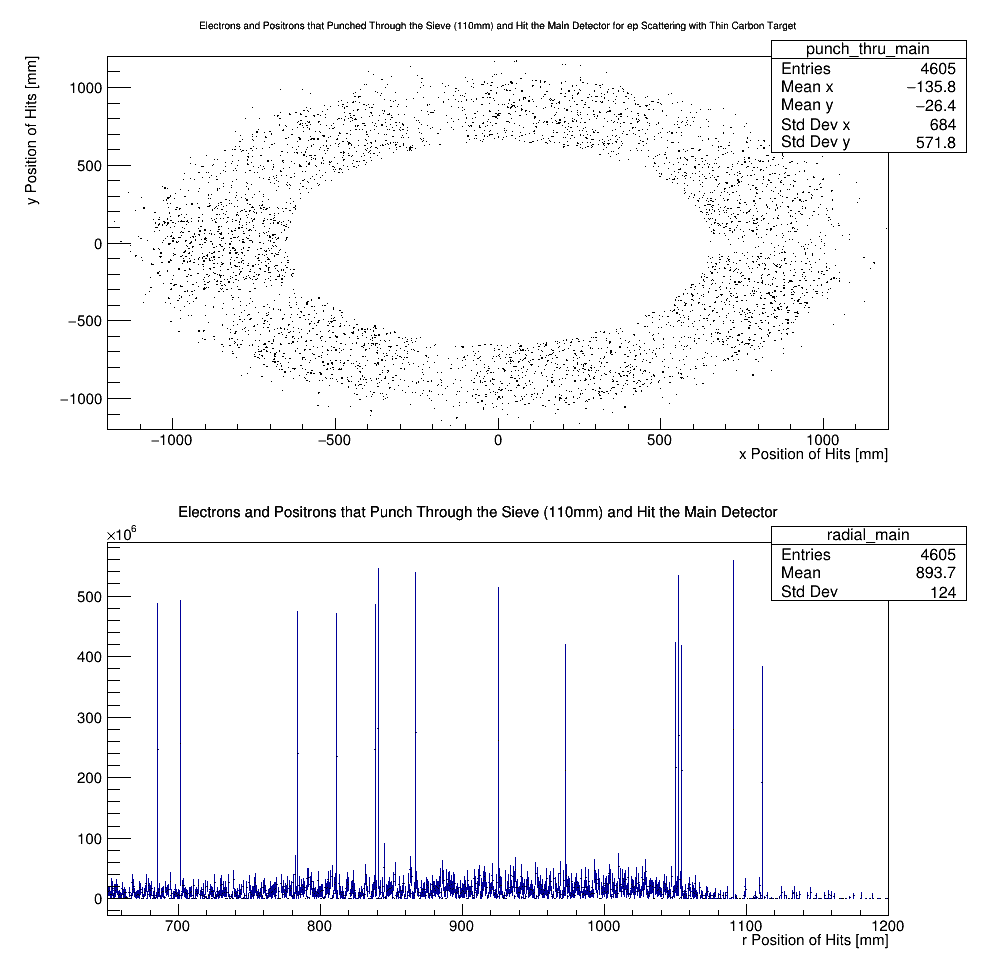 Electrons and Positrons that Punched Through the Sieve (110mm) and Hit the Main Detector for ep Scattering with Thin Carbon Target
punch_thru_main
Entries 4605
Mean x −135.8
Mean y −26.4
Std Dev x 684
Std Dev y 571.8
y Position of Hits [mm]
1000
500
0
−500
−1000
−1000 −500 0 500 1000
x Position of Hits [mm]
Electrons and Positrons that Punch Through the Sieve (110mm) and Hit the Main Detector
×10^6
radial_main
Entries 4605
Mean 893.7
Std Dev 124
500
400
300
200
100
0
700 800 900 1000 1100 1200
r Position of Hits [mm]